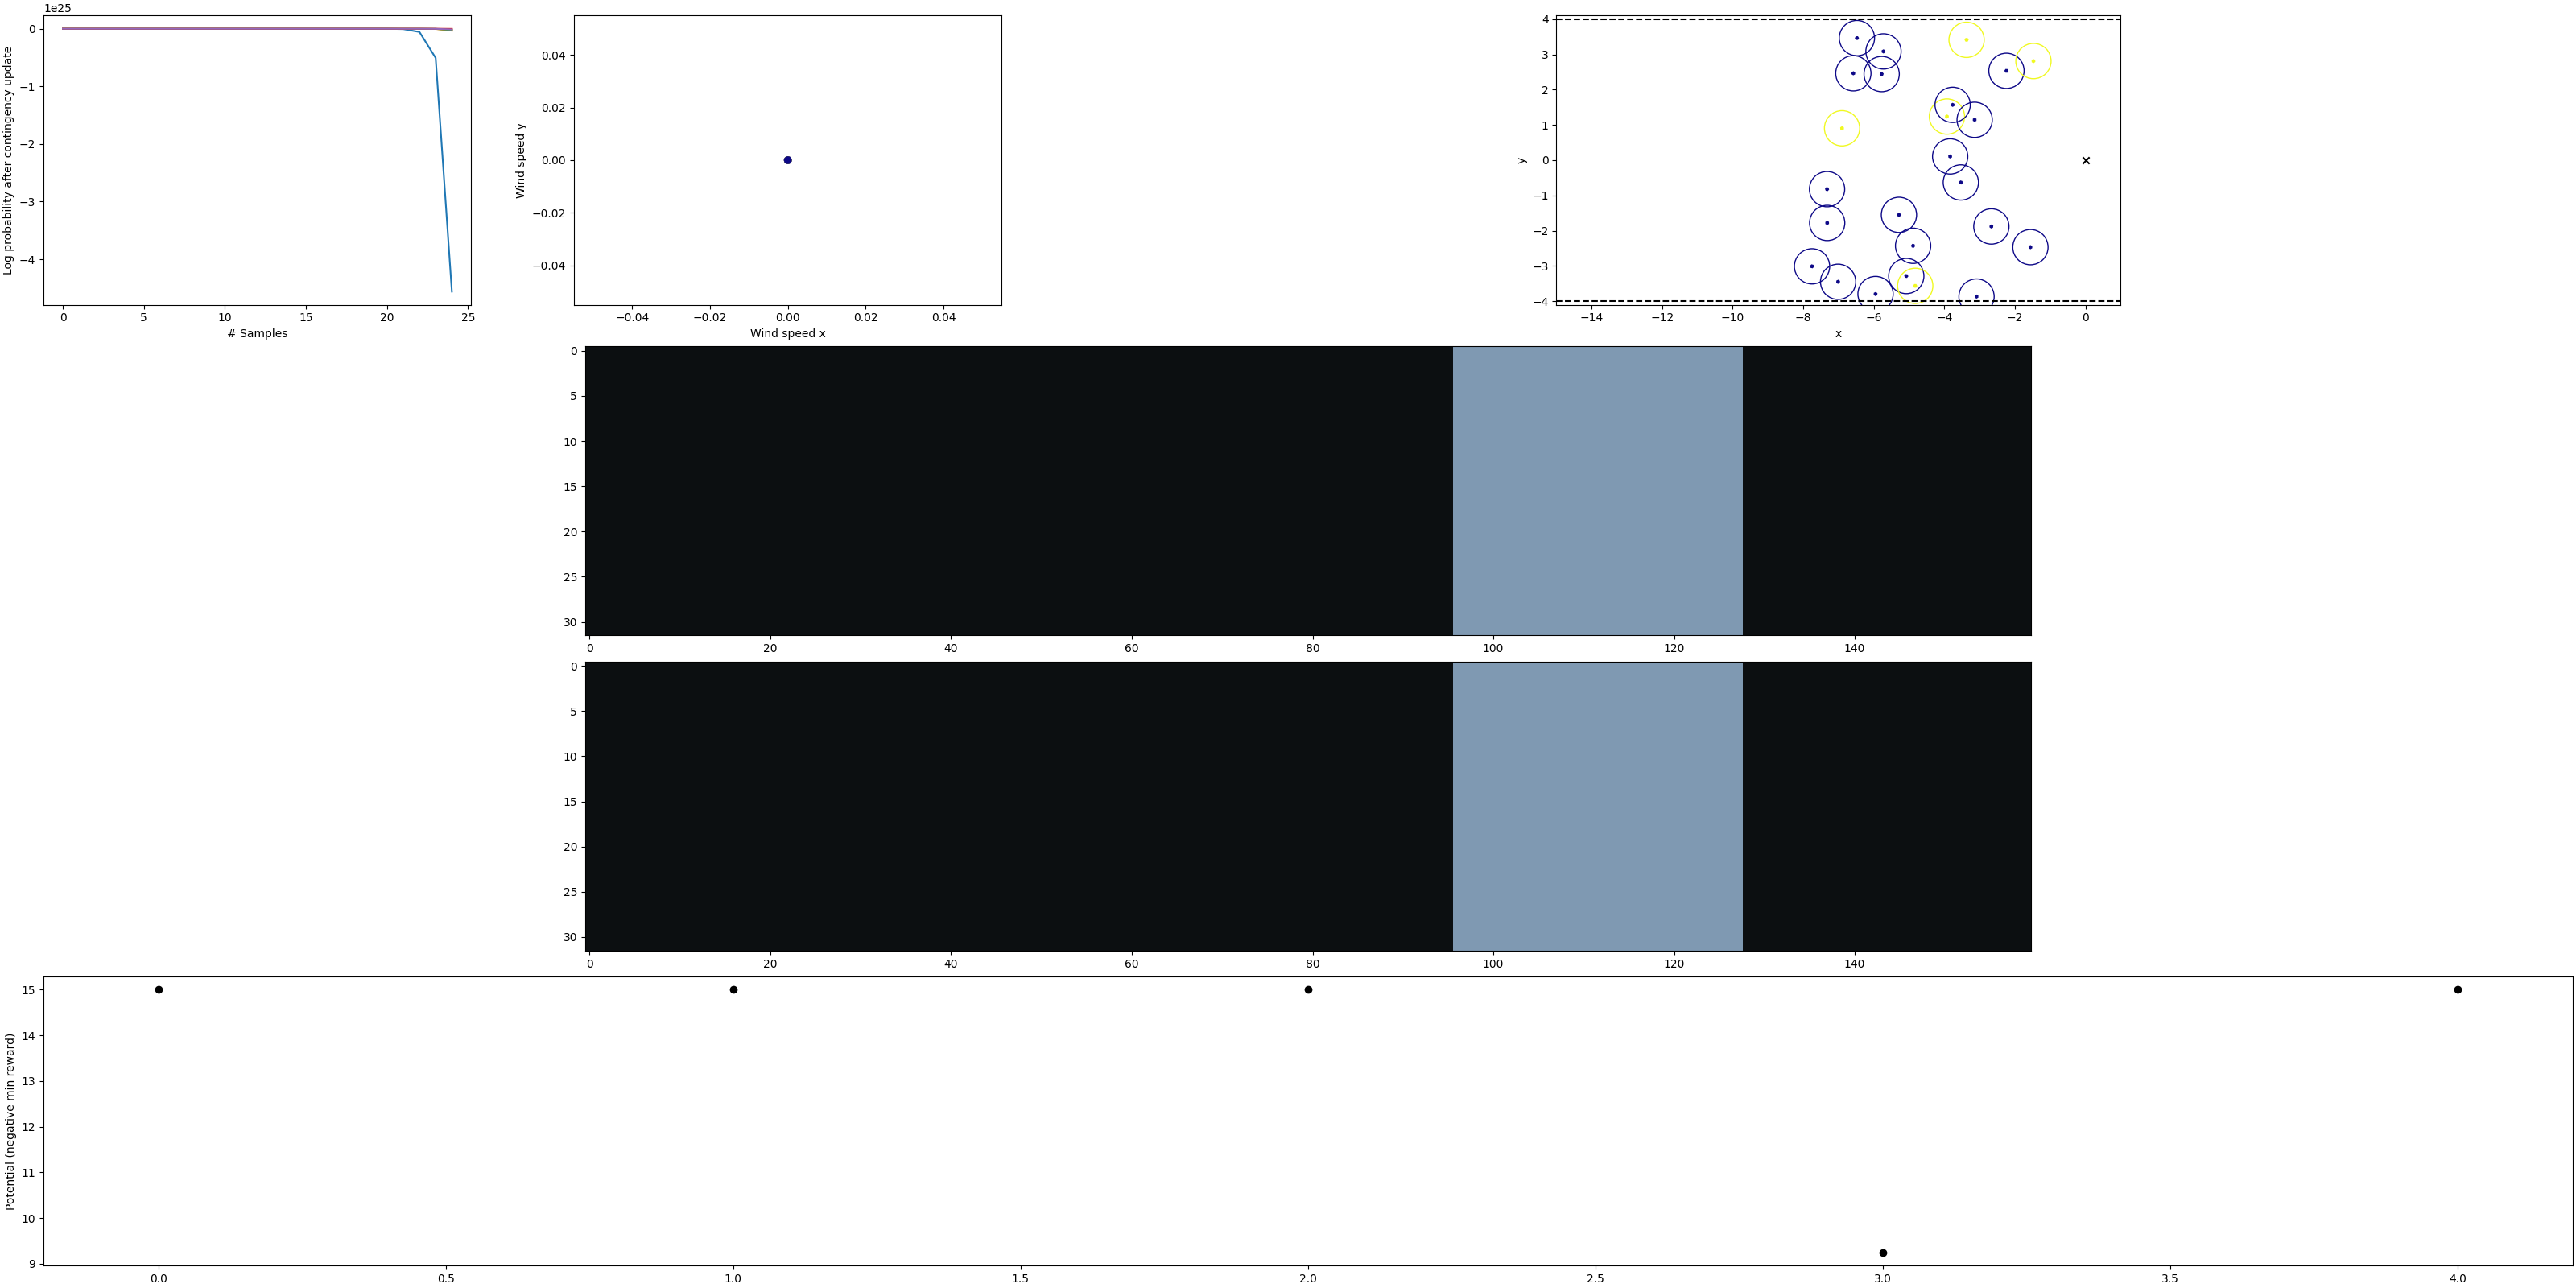 1e25
0
−1
−2
−3
−4
Log probability after contingency update
0 5 10 15 20 25
# Samples
0.04
0.02
0.00
−0.02
−0.04
Wind speed y
−0.04 −0.02 0.00 0.02 0.04
Wind speed x
4
3
2
1
0
−1
−2
−3
−4
y
−14 −12 −10 −8 −6 −4 −2 0
x
0
5
10
15
20
25
30
0 20 40 60 80 100 120 140
0
5
10
15
20
25
30
0 20 40 60 80 100 120 140
15
14
13
12
11
10
9
Potential (negative min reward)
0.0 0.5 1.0 1.5 2.0 2.5 3.0 3.5 4.0